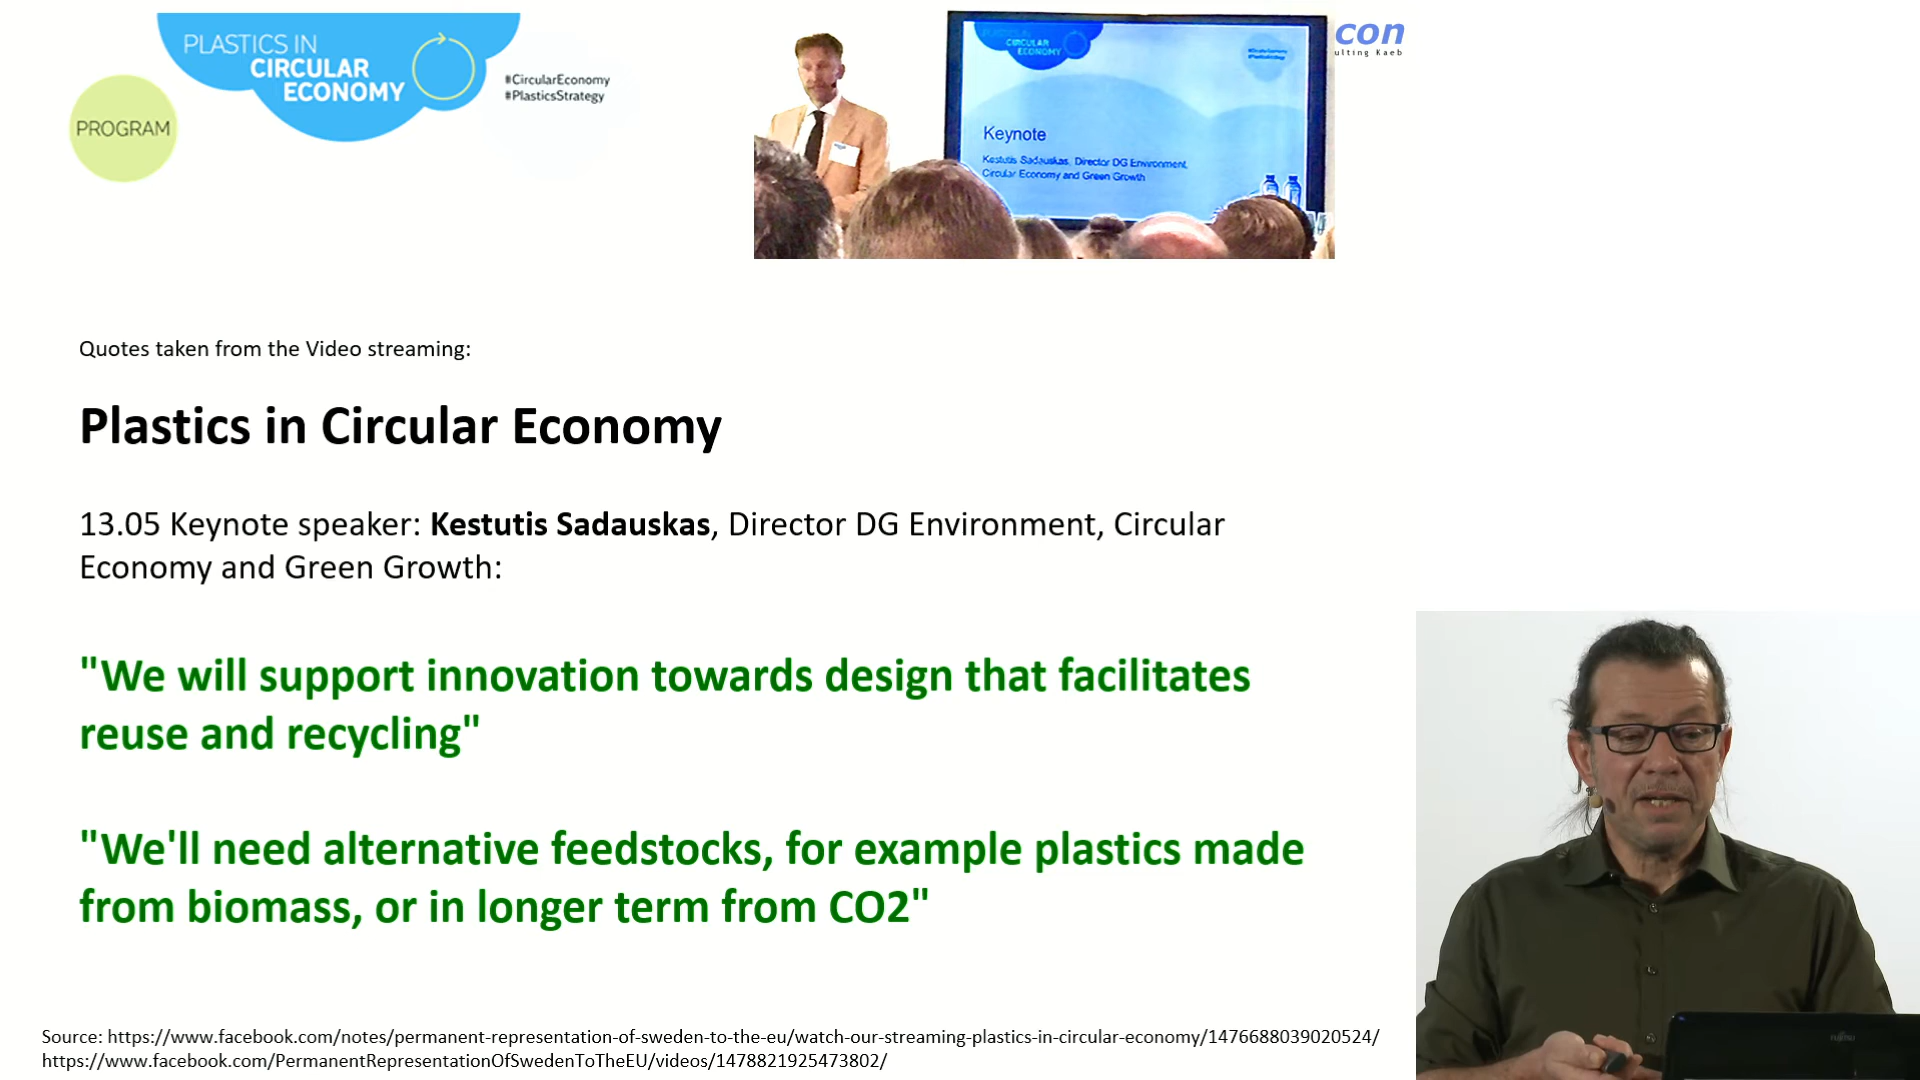 PLASTICS IN
CIRCULAR
ECONOMY
#CircularEconomy
#PlasticsStrategy
PROGRAM
CIRCULAR
ECONOMY
Keynote
Kestutis Sadauskas, Director DG Environment,
Circular Economy and Green Growth
con
ulting Kaeb
Quotes taken from the Video streaming:
Plastics in Circular Economy
13.05 Keynote speaker: Kestutis Sadauskas, Director DG Environment, Circular
Economy and Green Growth:
"We will support innovation towards design that facilitates
reuse and recycling"
"We'll need alternative feedstocks, for example plastics made
from biomass, or in longer term from CO2"
Source: https://www.facebook.com/notes/permanent-representation-of-sweden-to-the-eu/watch-our-streaming-plastics-in-circular-economy/1476688039020524/
https://www.facebook.com/PermanentRepresentationOfSwedenToTheEU/videos/1478821925473802/
FUJITSU